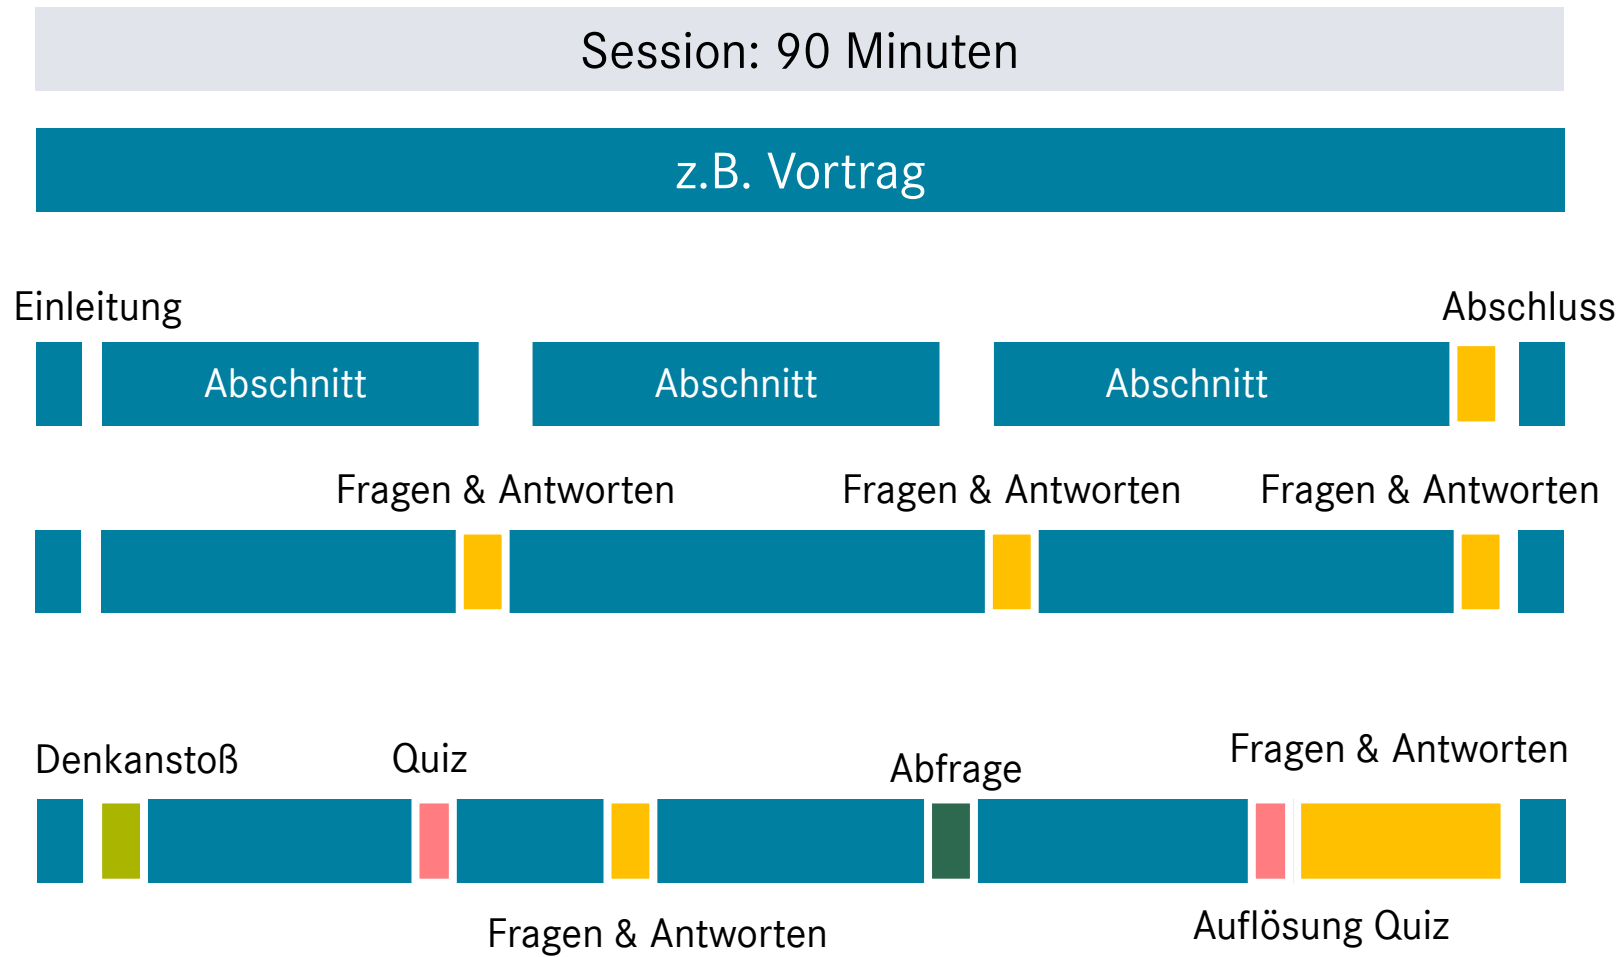 Session: 90 Minuten
z.B. Vortrag
Einleitung
Abschluss
Abschnitt
Abschnitt
Abschnitt
Fragen & Antworten
Fragen & Antworten
Fragen & Antworten
Denkanstoß
Quiz
Abfrage
Fragen & Antworten
Fragen & Antworten
Auflösung Quiz